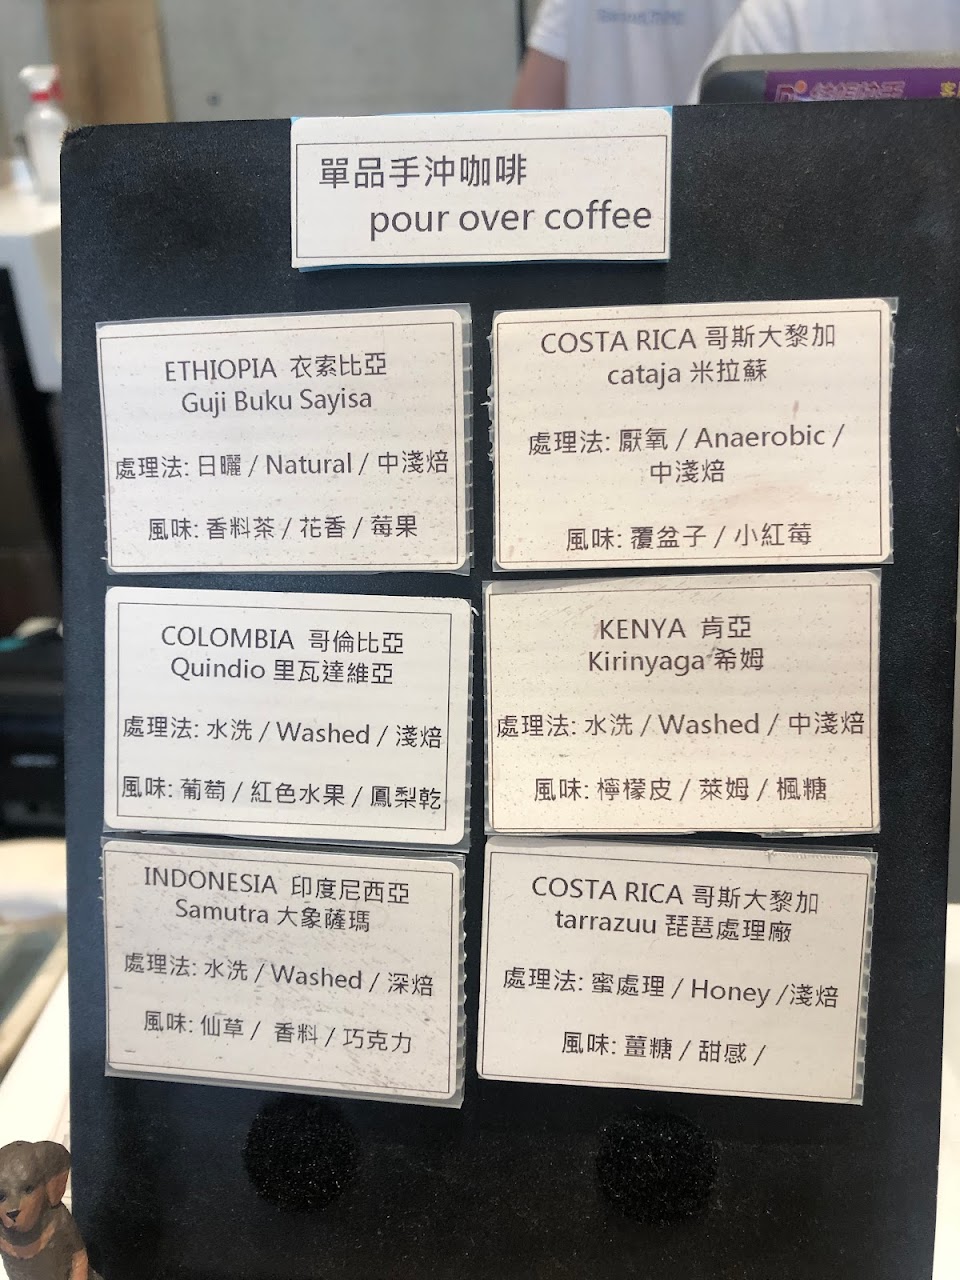 單品手沖咖啡
pour over coffee
ETHIOPIA 衣索比亞
Guji Buku Sayisa
處理法: 日曬 / Natural / 中淺焙
風味: 香料茶 / 花香 / 莓果
COSTA RICA 哥斯大黎加
cataja 米拉蘇
處理法: 厭氧 / Anaerobic /
中淺焙
風味: 覆盆子 / 小紅莓
COLOMBIA 哥倫比亞
Quindio 里瓦達維亞
處理法: 水洗 / Washed / 淺焙
風味: 葡萄 / 紅色水果 / 鳳梨乾
KENYA 肯亞
Kirinyaga 希姆
處理法: 水洗 / Washed / 中淺焙
風味: 檸檬皮 / 萊姆 / 楓糖
INDONESIA 印度尼西亞
Samutra 大象薩瑪
處理法: 水洗 / Washed / 深焙
風味: 仙草 / 香料 / 巧克力
COSTA RICA 哥斯大黎加
tarrazuu 琵琶處理廠
處理法: 蜜處理 / Honey /淺焙
風味: 薑糖 / 甜感 /